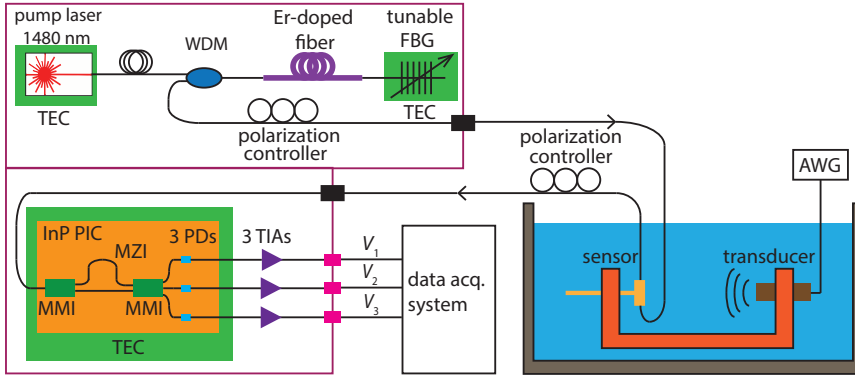 pump laser
1480 nm
TEC
WDM
Er-doped
fiber
tunable
FBG
TEC
polarization
controller
polarization
controller
AWG
InP PIC
MZI
MMI
MMI
3 PDs
TEC
3 TIAs
V1
V2
V3
data acq.
system
sensor
transducer